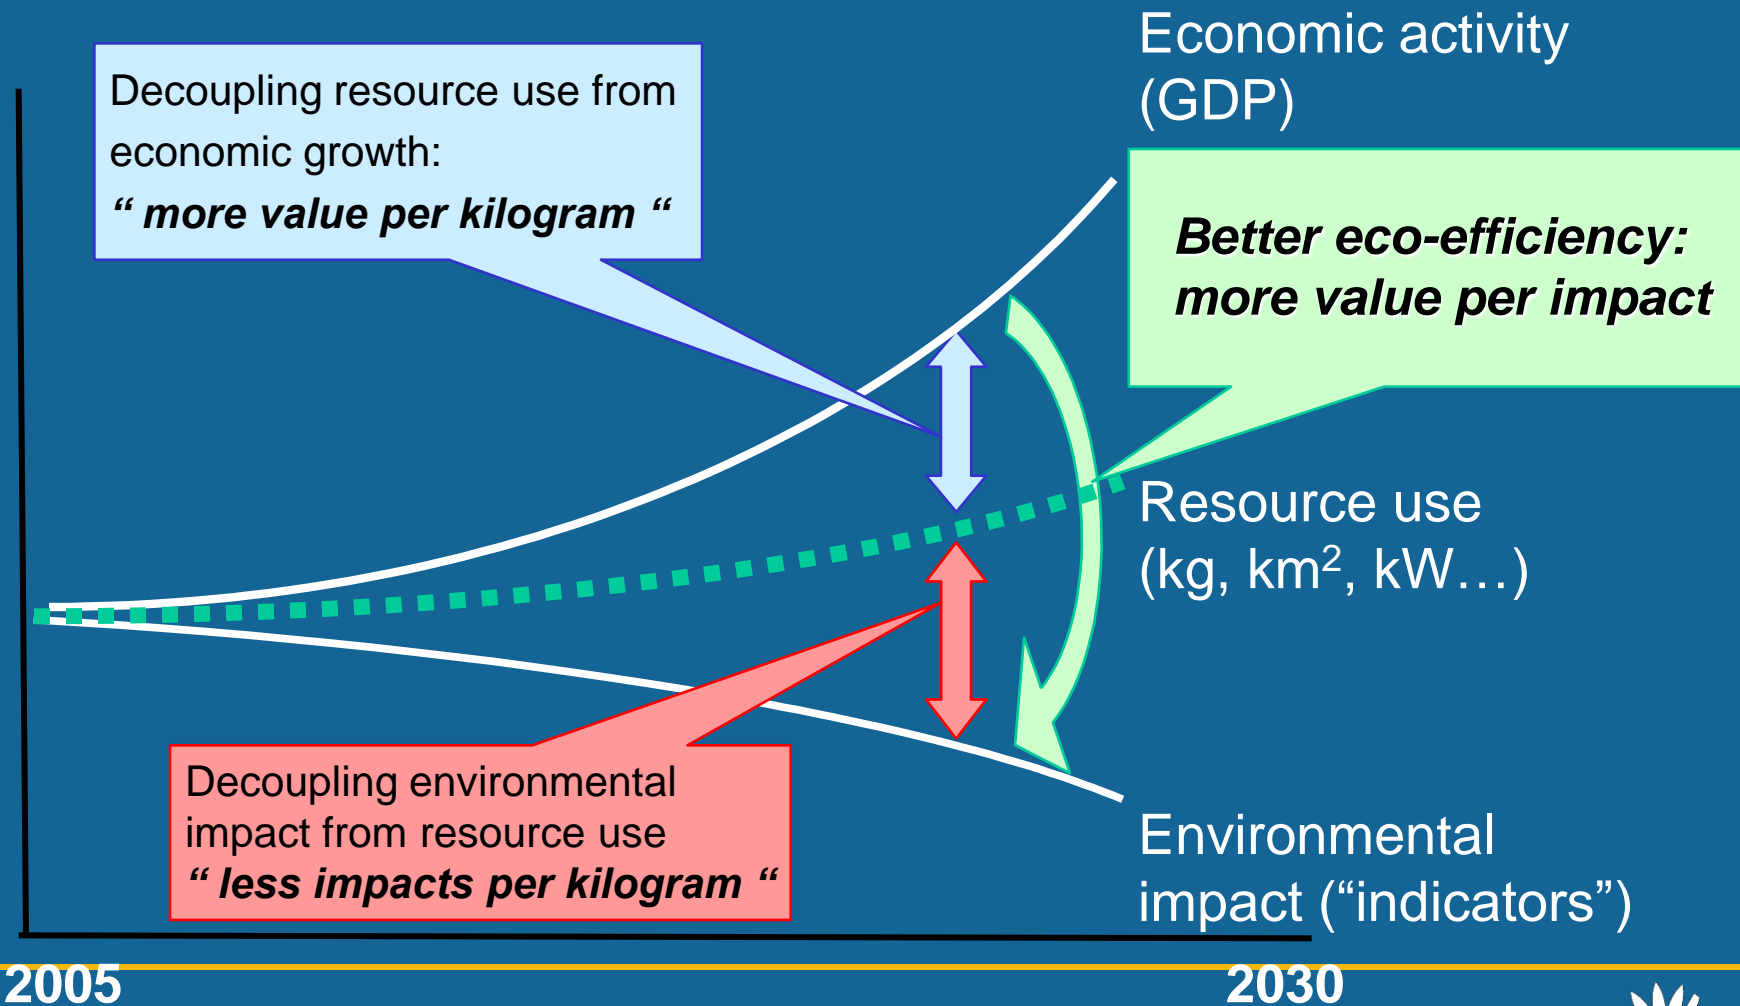 Economic activity
(GDP)
Decoupling resource use from
economic growth:
“ more value per kilogram “
Better eco-efficiency:
more value per impact
Resource use
(kg, km², kW…)
Decoupling environmental
impact from resource use
“ less impacts per kilogram “
Environmental
impact (“indicators”)
2005
2030